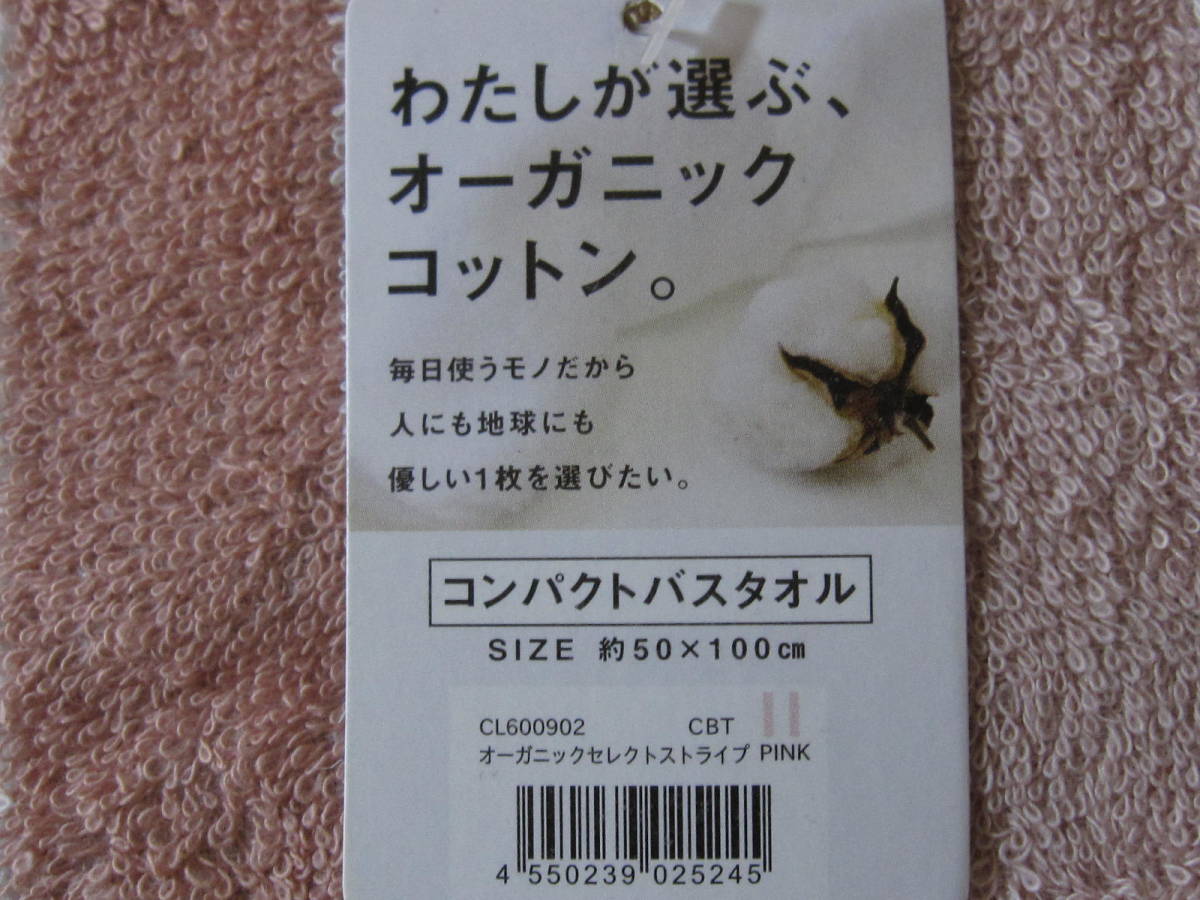 わたしが選ぶ、
オーガニック
コットン。
毎日使うモノだから
人にも地球にも
優しい1枚を選びたい。
コンパクトバスタオル
SIZE 約50×100㎝
CL600902 CBT
オーガニックセレクトストライプ PINK
4 550239 025245